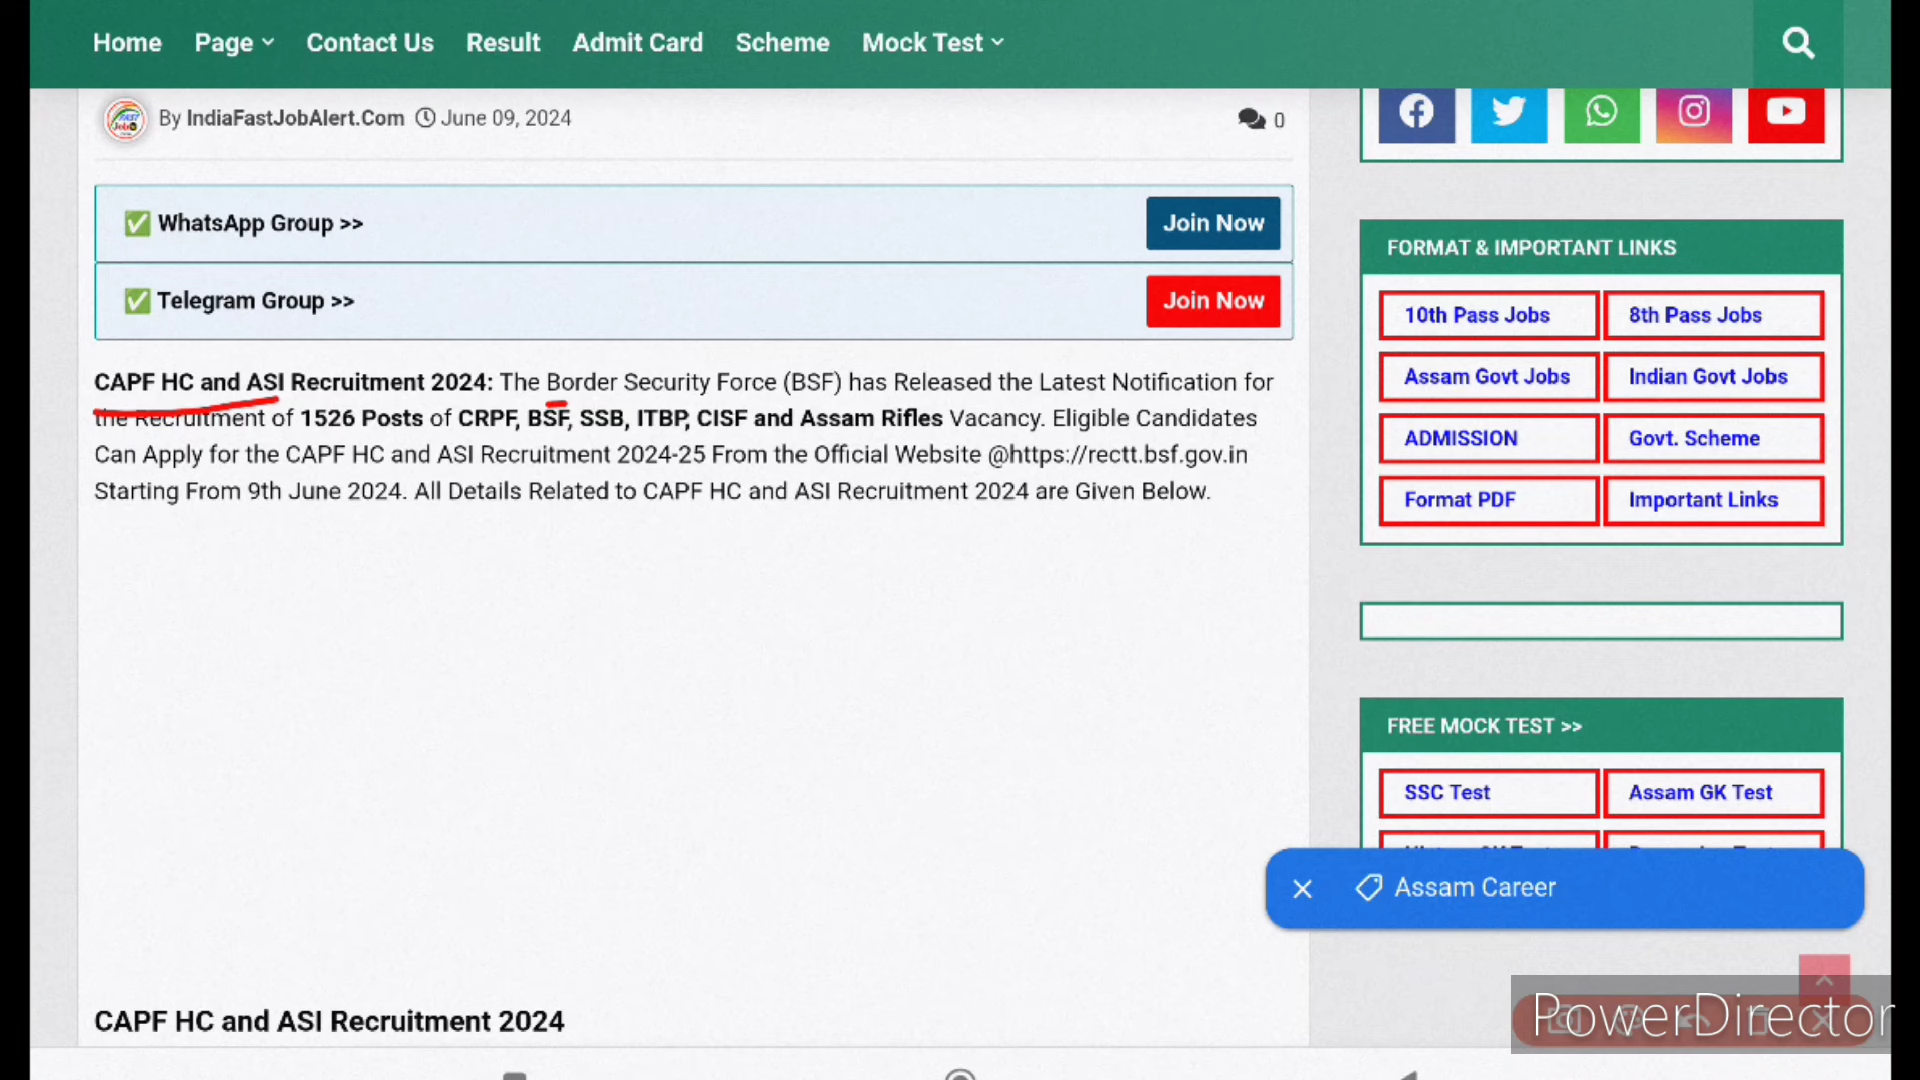 Home Page Contact Us Result Admit Card Scheme Mock Test
By IndiaFastJobAlert.Com June 09, 2024 0
WhatsApp Group >> Join Now
Telegram Group >> Join Now
CAPF HC and ASI Recruitment 2024: The Border Security Force (BSF) has Released the Latest Notification for
the Recruitment of 1526 Posts of CRPF, BSF, SSB, ITBP, CISF and Assam Rifles Vacancy. Eligible Candidates
Can Apply for the CAPF HC and ASI Recruitment 2024-25 From the Official Website @https://rectt.bsf.gov.in
Starting From 9th June 2024. All Details Related to CAPF HC and ASI Recruitment 2024 are Given Below.
CAPF HC and ASI Recruitment 2024
FORMAT & IMPORTANT LINKS
10th Pass Jobs 8th Pass Jobs
Assam Govt Jobs Indian Govt Jobs
ADMISSION Govt. Scheme
Format PDF Important Links
FREE MOCK TEST >>
SSC Test Assam GK Test
Assam Career
PowerDirector